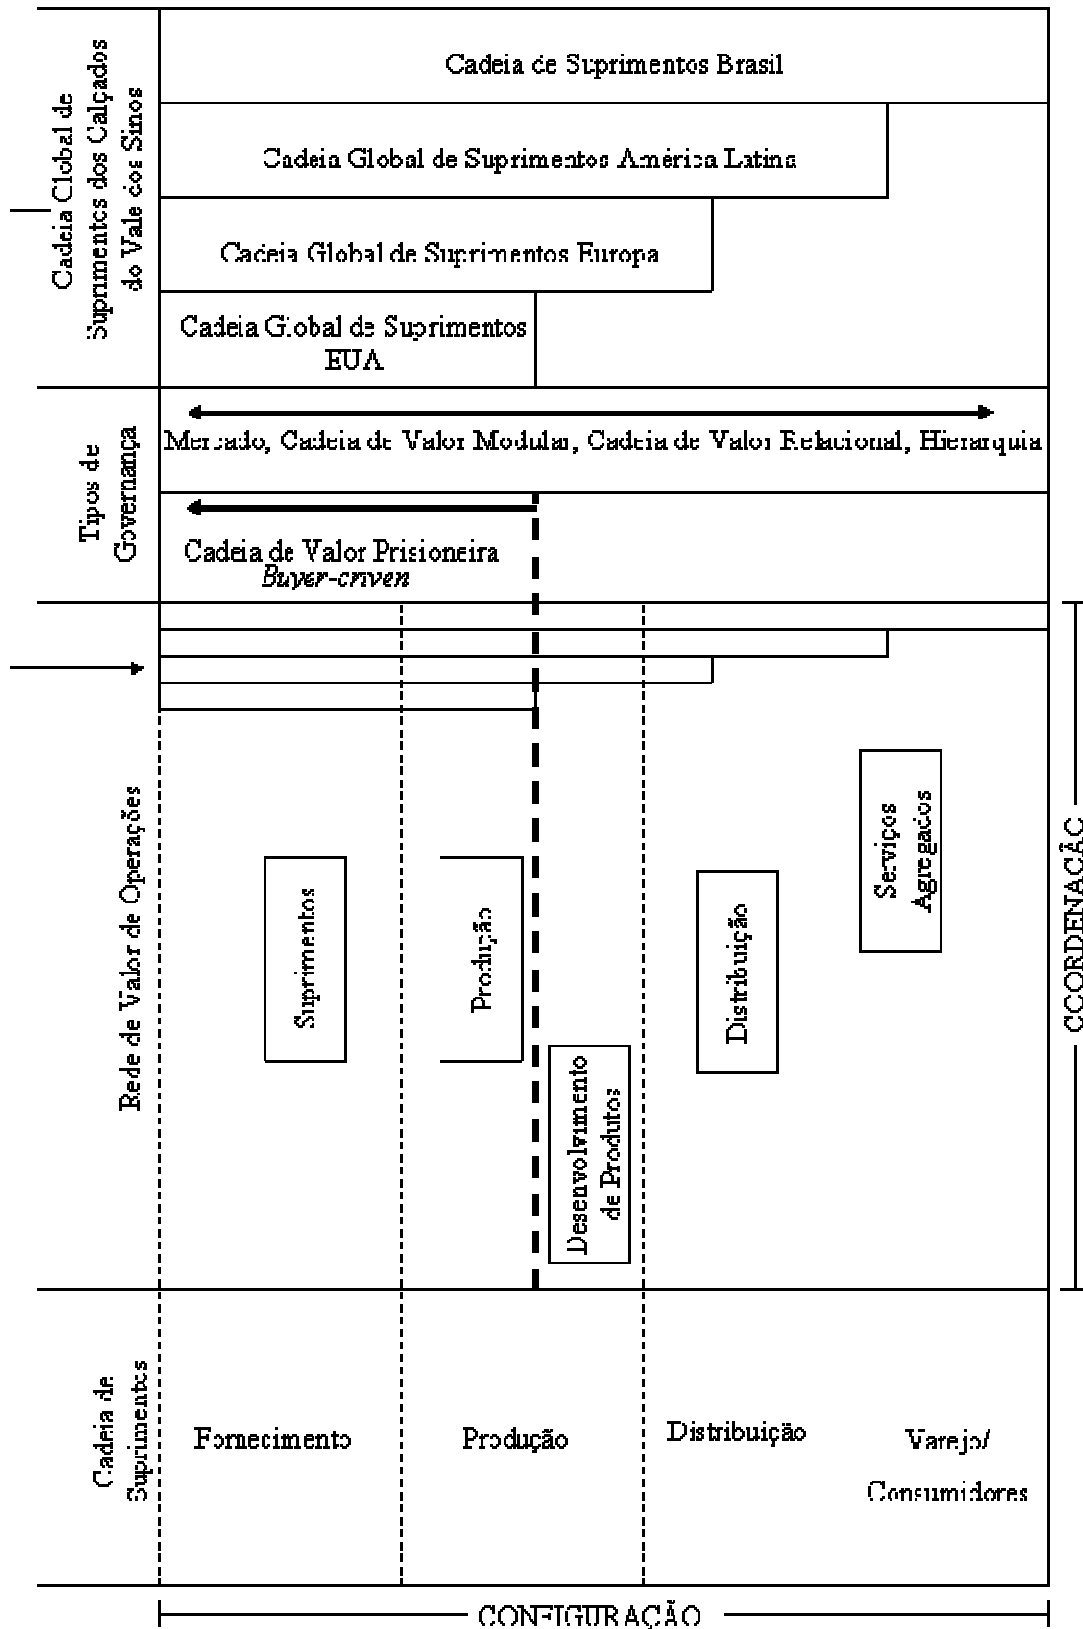 Cadeia Global de
Suprimentos dos Calçados
do Vale dos Sinos
Cadeia de Suprimentos Brasil
Cadeia Global de Suprimentos América Latina
Cadeia Global de Suprimentos Europa
Cadeia Global de Suprimentos
EUA
Tipos de
Governança
Mercado, Cadeia de Valor Modular, Cadeia de Valor Relacional, Hierarquia
Cadeia de Valor Prisioneira
Buyer-criven
Rede de Valor de Operações
Suprimentos
Produção
Desenvolvimento
de Produtos
Distribuição
Serviços
Agregados
COORDENAÇÃO
Cadeia de
Suprimentos
Fornecimento
Produção
Distribuição
Varejo/
Consumidores
CONFIGURAÇÃO